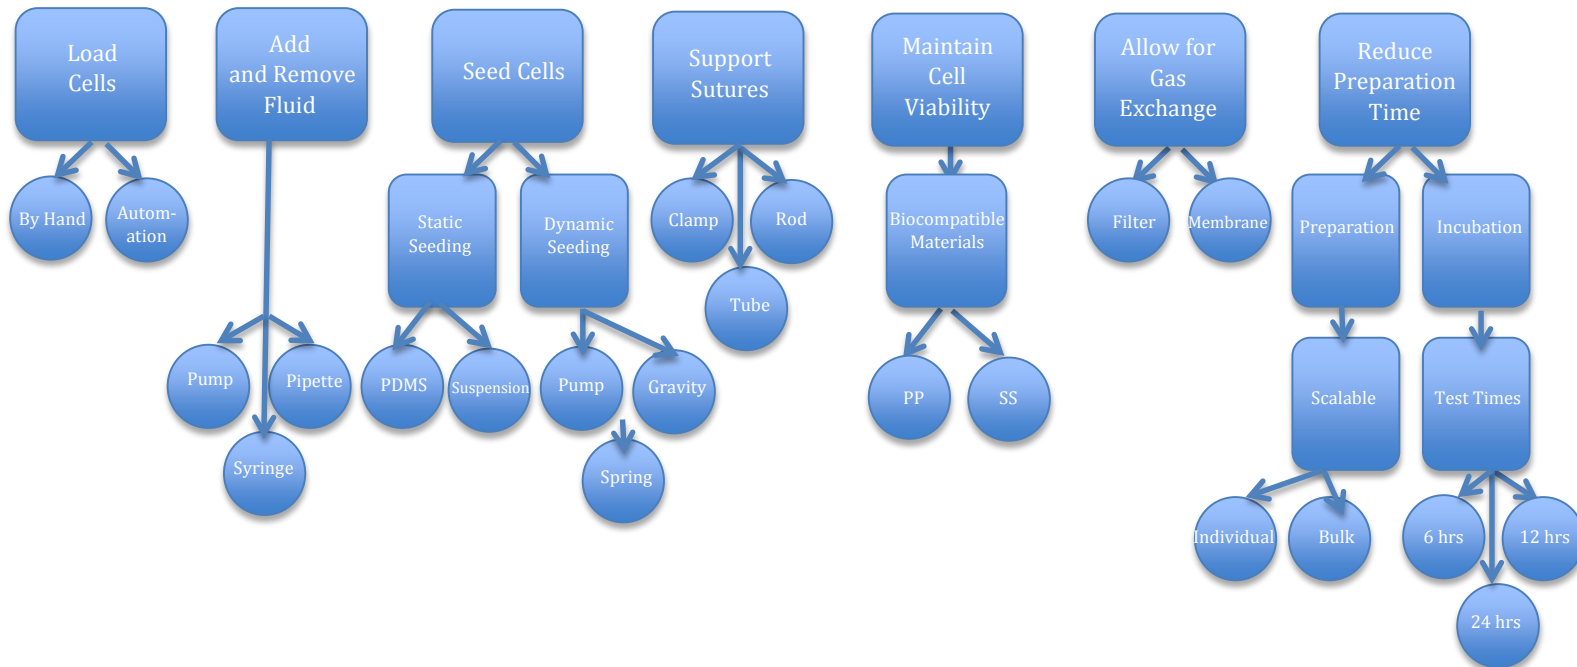 Load
Cells
Add
and Remove
Fluid
Seed Cells
Support
Sutures
Maintain
Cell
Viability
Allow for
Gas
Exchange
Reduce
Preparation
Time
By Hand
Autom-
ation
Static
Seeding
Dynamic
Seeding
Clamp
Rod
Tube
Biocompatible
Materials
Filter
Membrane
Preparation
Incubation
Pump
Pipette
Syringe
PDMS
Suspension
Pump
Gravity
Spring
PP
SS
Scalable
Test Times
Individual
Bulk
6 hrs
12 hrs
24 hrs